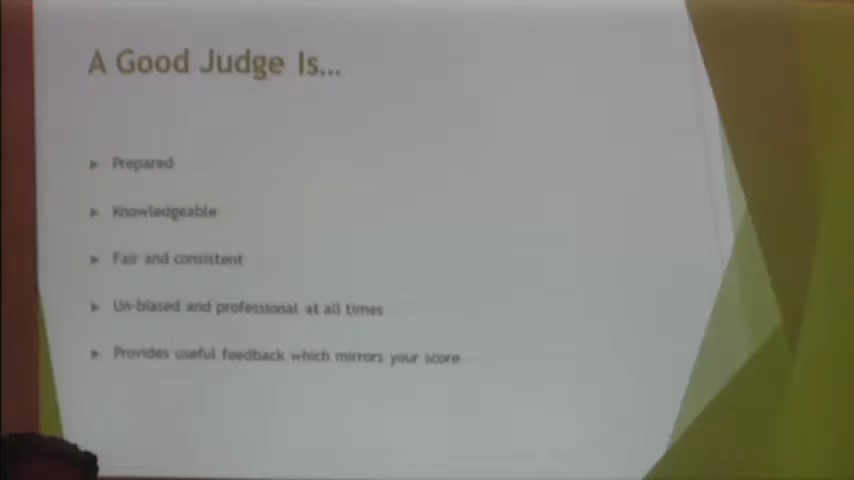 A Good Judge Is...
Prepared
Knowledgeable
Fair and consistent
Un-biased and professional at all times
Provides useful feedback which mirrors your score